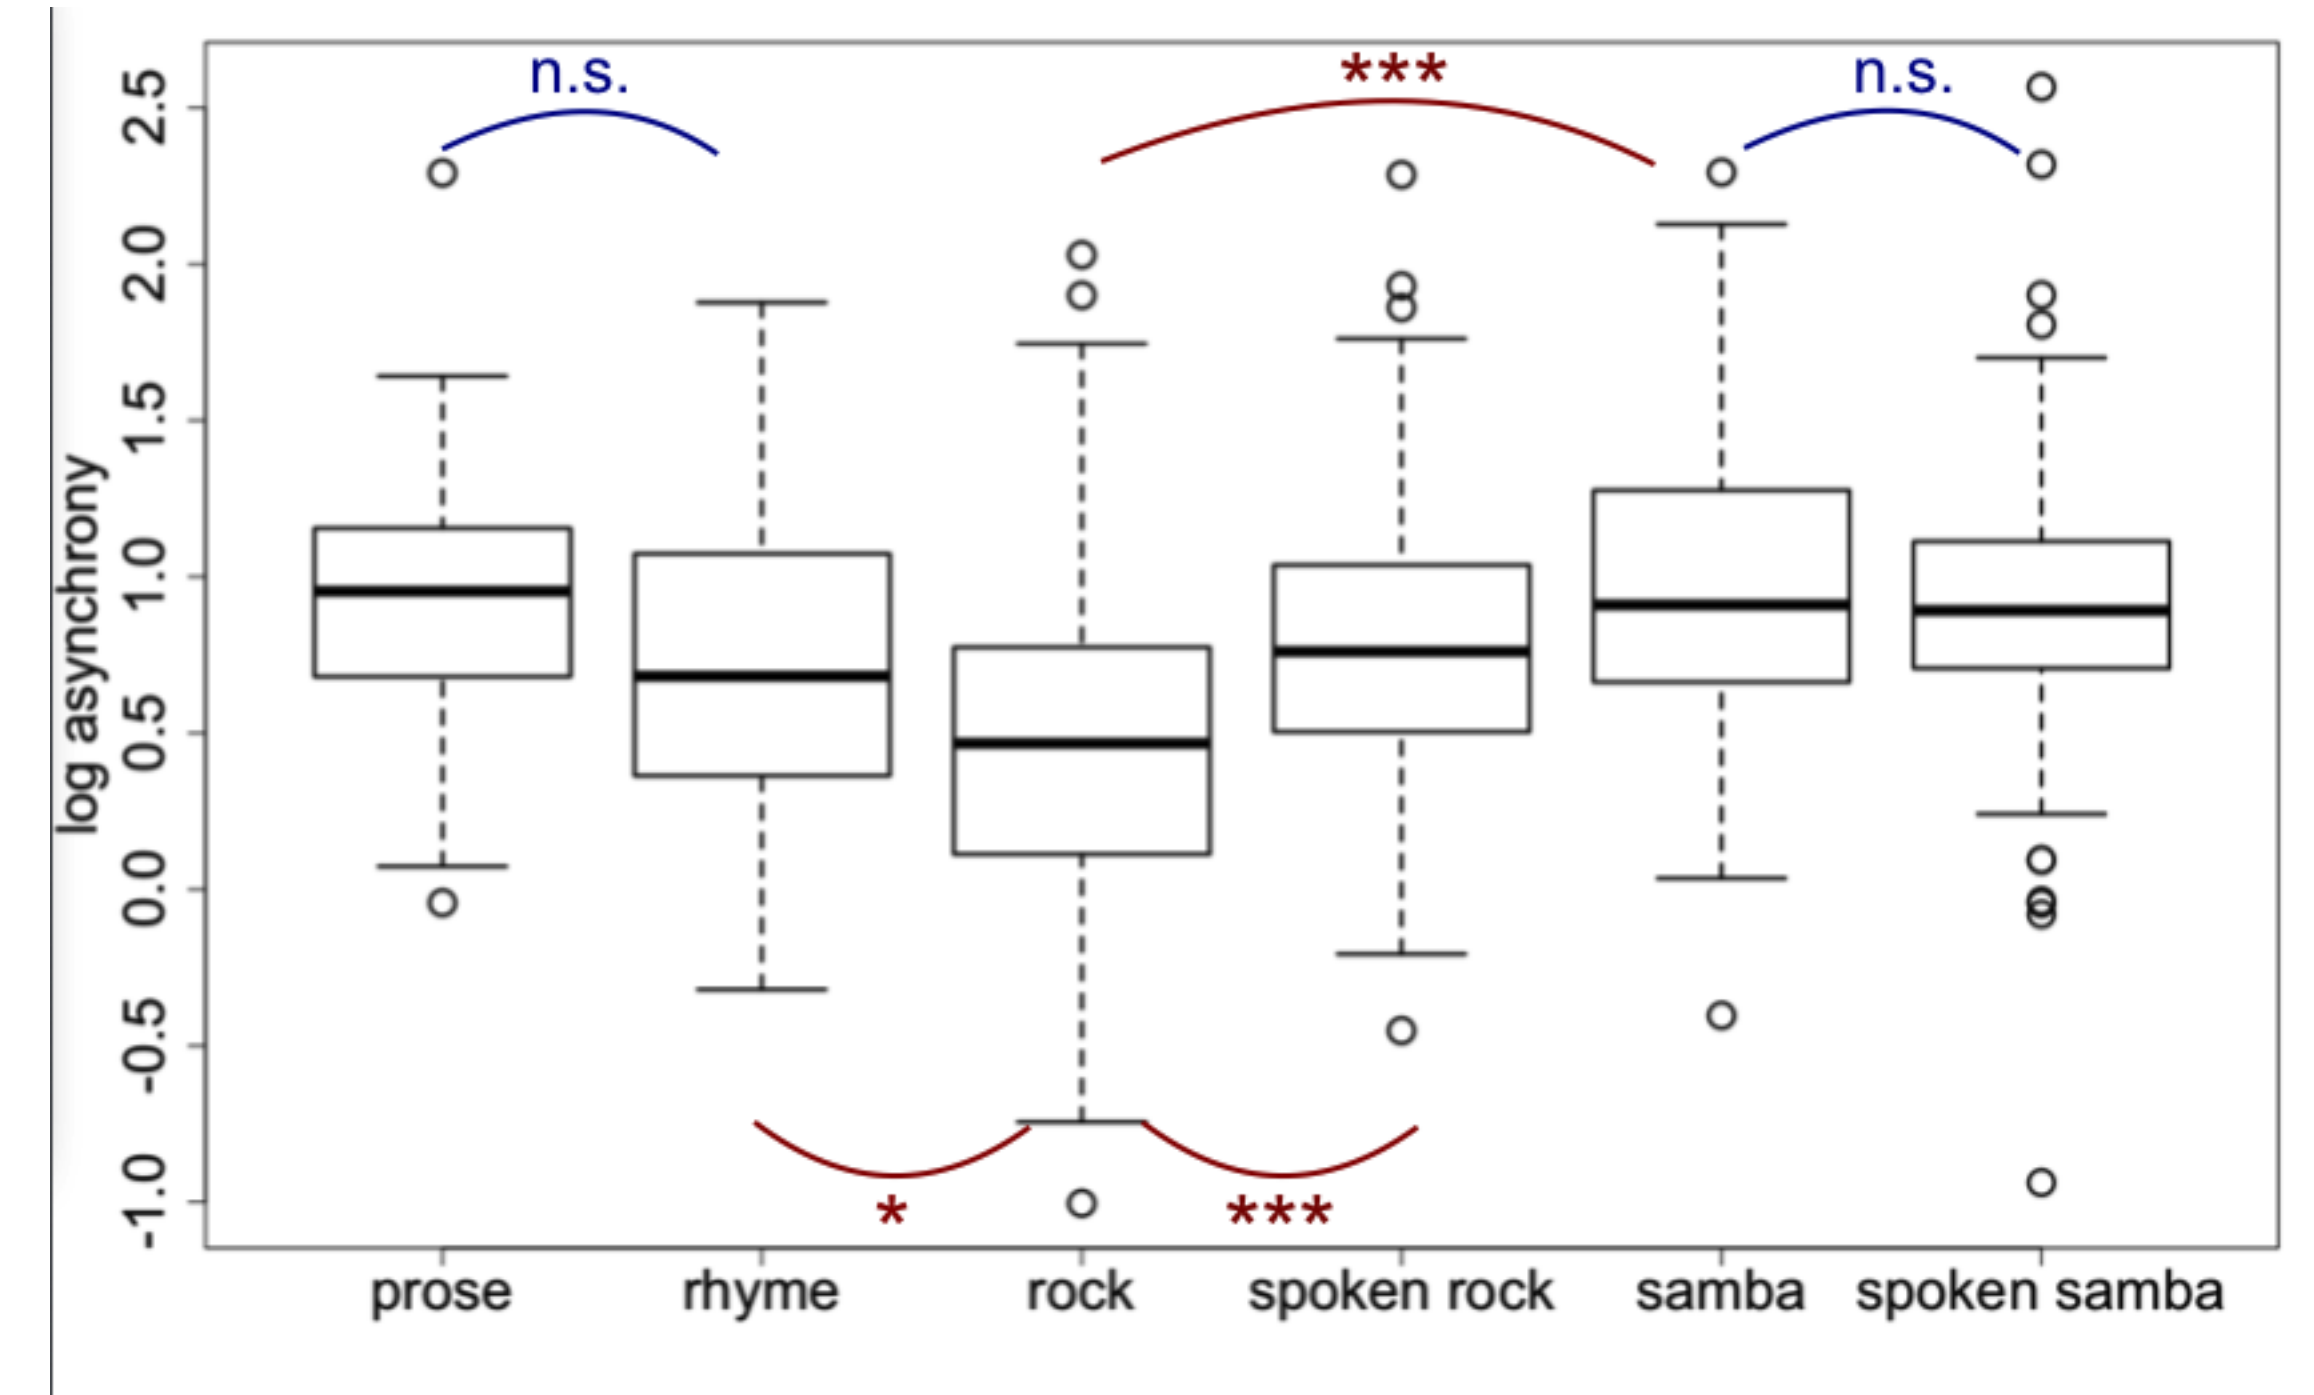 n.s.
***
n.s.
2.5
2.0
1.5
1.0
0.5
0.0
-0.5
-1.0
log asynchrony
*
***
prose
rhyme
rock
spoken rock
samba
spoken samba